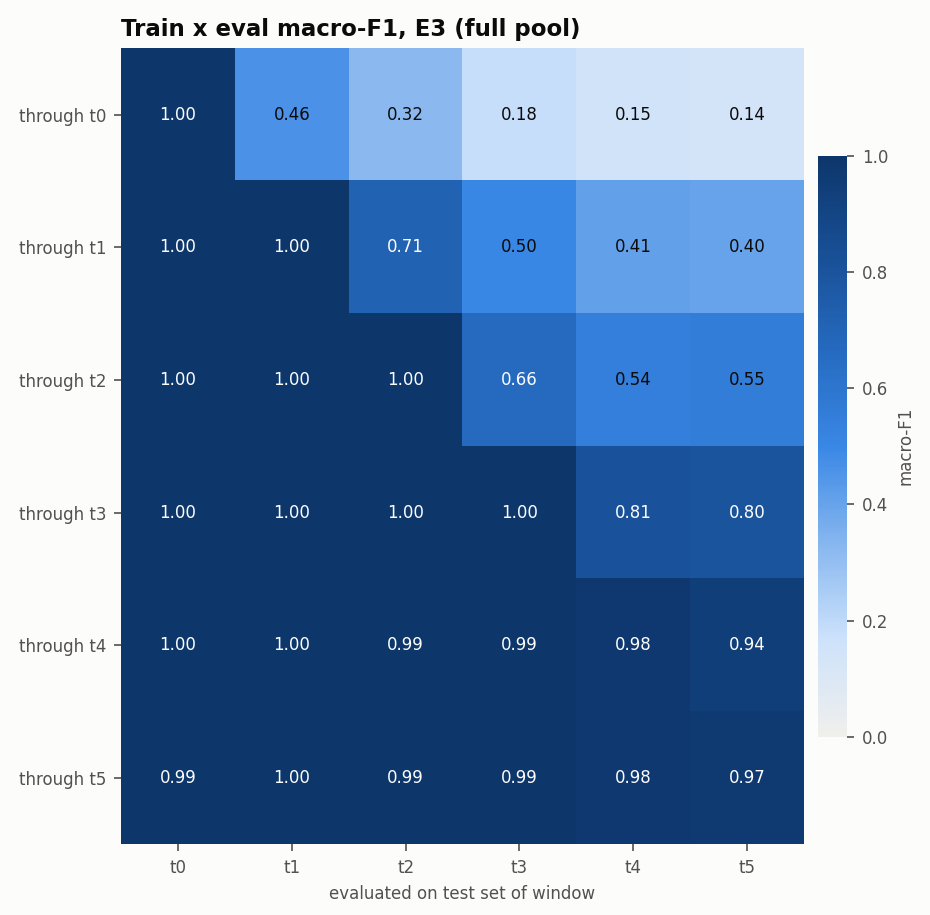 Train x eval macro-F1, E3 (full pool)
through t0 1.00 0.46 0.32 0.18 0.15 0.14
through t1 1.00 1.00 0.71 0.50 0.41 0.40
through t2 1.00 1.00 1.00 0.66 0.54 0.55
through t3 1.00 1.00 1.00 1.00 0.81 0.80
through t4 1.00 1.00 0.99 0.99 0.98 0.94
through t5 0.99 1.00 0.99 0.99 0.98 0.97
t0 t1 t2 t3 t4 t5
evaluated on test set of window
1.0
0.8
0.6
0.4
0.2
0.0
macro-F1